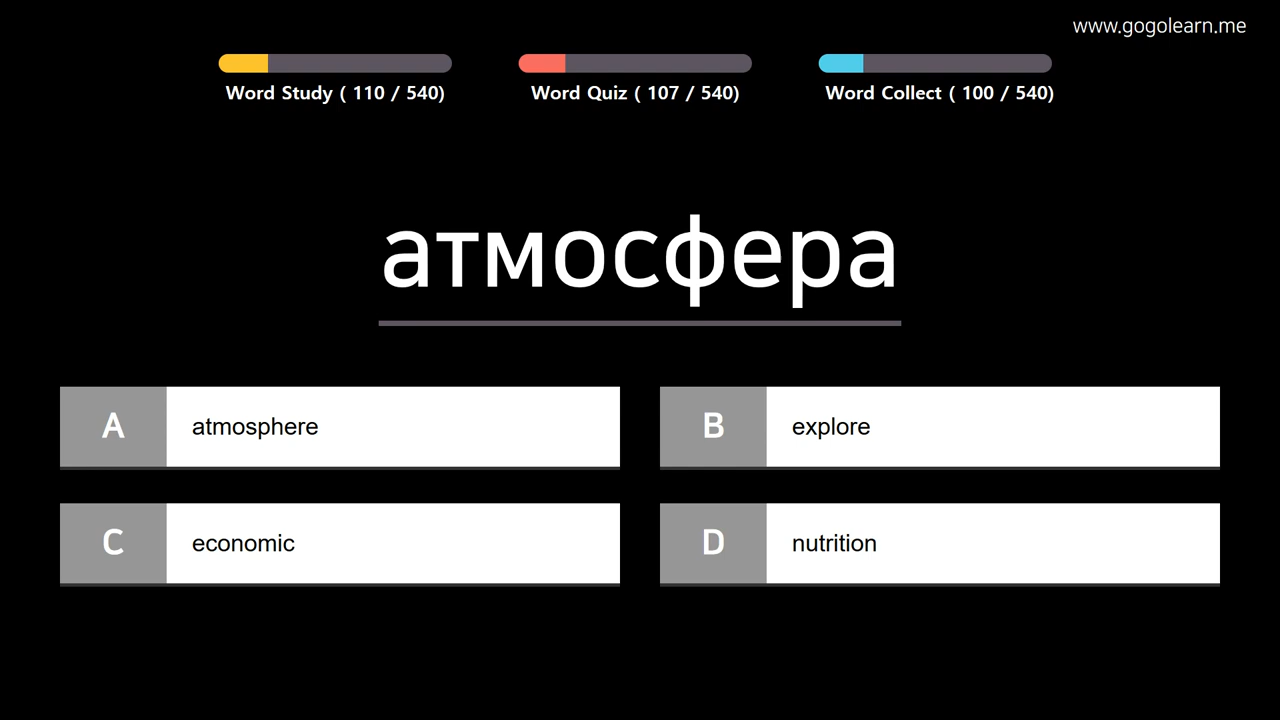 www.gogolearn.me
Word Study ( 110 / 540)
Word Quiz ( 107 / 540)
Word Collect ( 100 / 540)
атмосфера
A atmosphere
B explore
C economic
D nutrition